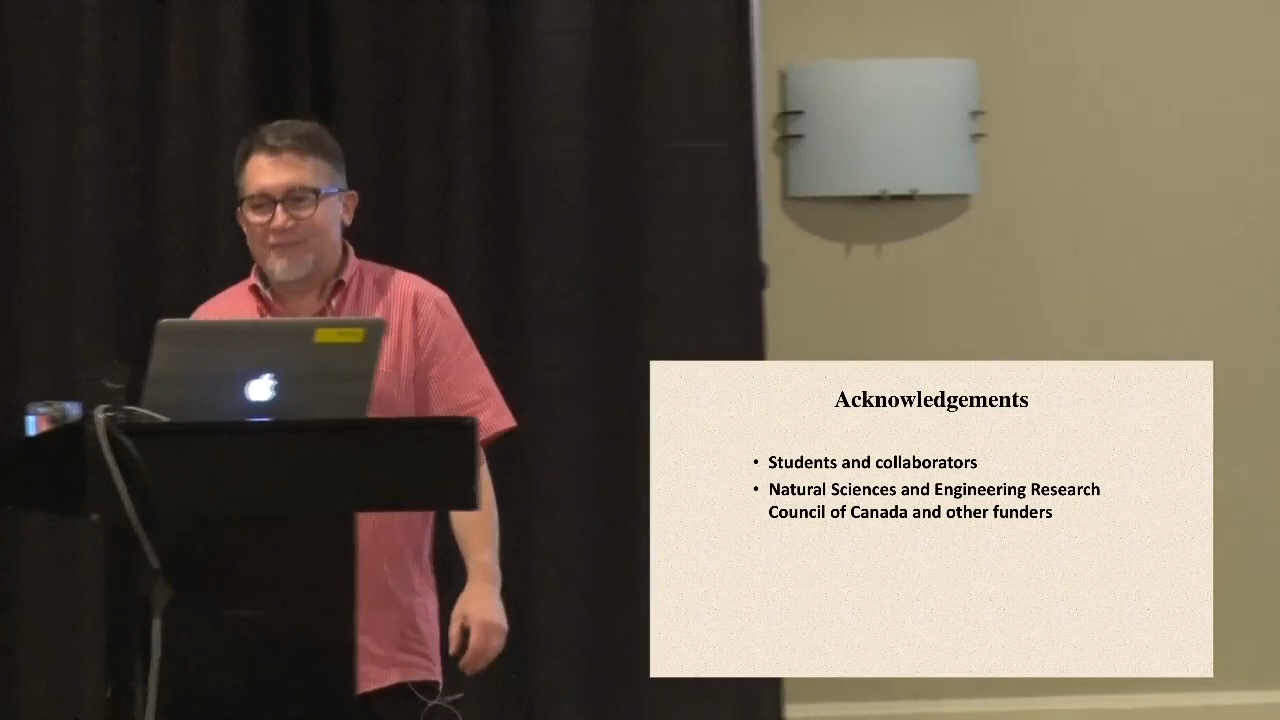 Acknowledgements
• Students and collaborators
• Natural Sciences and Engineering Research
Council of Canada and other funders